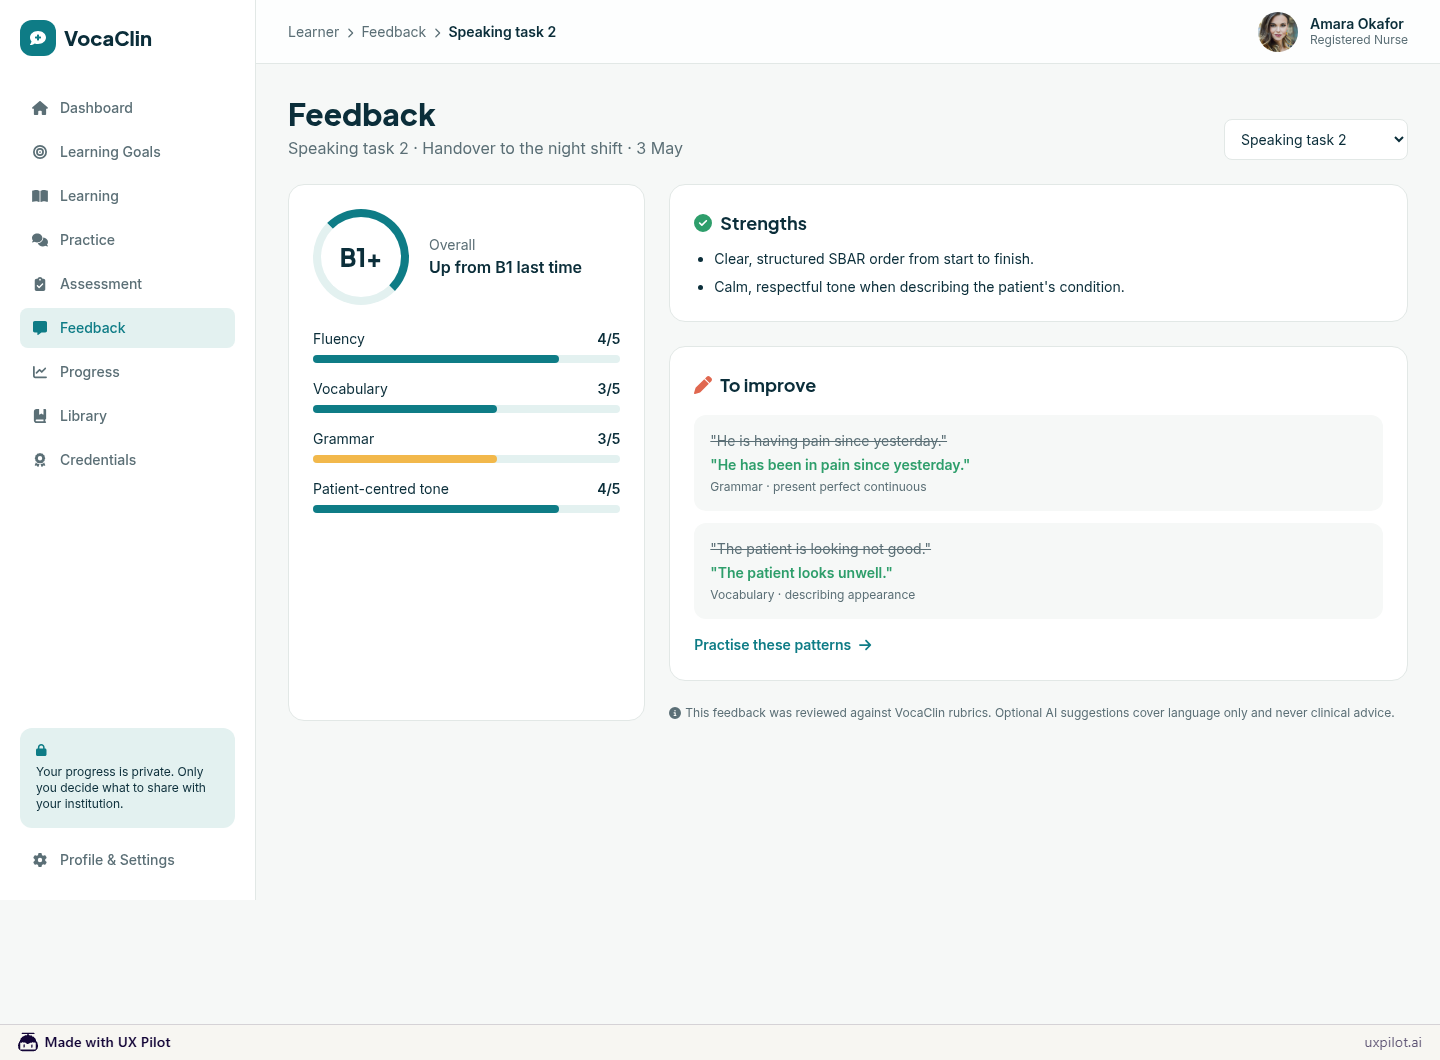 VocaClin
Dashboard
Learning Goals
Learning
Practice
Assessment
Feedback
Progress
Library
Credentials
Your progress is private. Only
you decide what to share with
your institution.
Profile & Settings
Learner > Feedback > Speaking task 2
Amara Okafor
Registered Nurse
Feedback
Speaking task 2 · Handover to the night shift · 3 May
Speaking task 2
B1+
Overall
Up from B1 last time
Fluency 4/5
Vocabulary 3/5
Grammar 3/5
Patient-centred tone 4/5
Strengths
• Clear, structured SBAR order from start to finish.
• Calm, respectful tone when describing the patient's condition.
To improve
"He is having pain since yesterday."
"He has been in pain since yesterday."
Grammar · present perfect continuous
"The patient is looking not good."
"The patient looks unwell."
Vocabulary · describing appearance
Practise these patterns →
This feedback was reviewed against VocaClin rubrics. Optional AI suggestions cover language only and never clinical advice.
Made with UX Pilot
uxpilot.ai